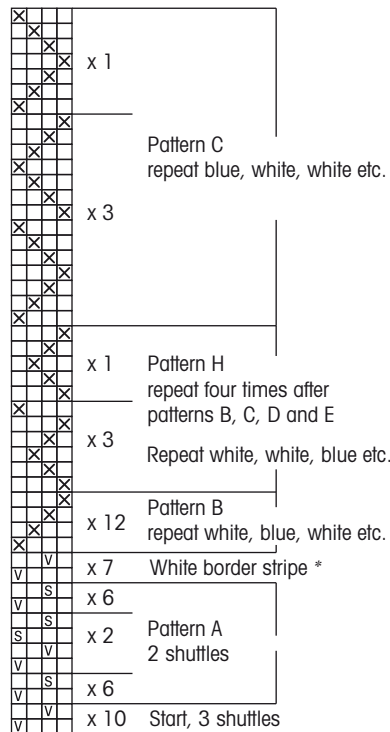 x 1
Pattern C
repeat blue, white, white etc.
x 3
x 1
Pattern H
repeat four times after
patterns B, C, D and E
x 3
Repeat white, white, blue etc.
Pattern B
x 12
repeat white, blue, white etc.
V
x 7 White border stripe *
V
S
x 6
V
S
x 2
Pattern A
S
2 shuttles
V
V
S
x 6
V
V
x 10 Start, 3 shuttles
V